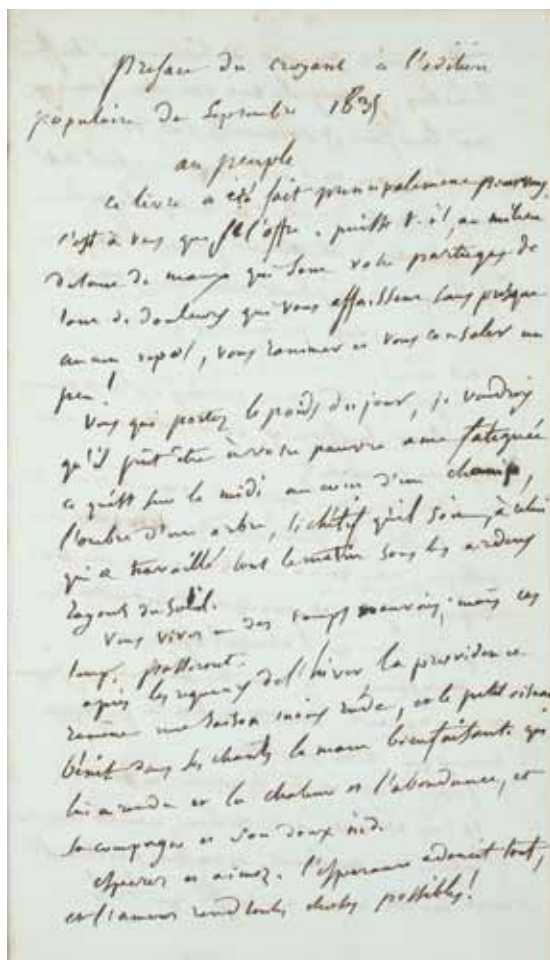 preface du croyant à l'édition
populaire de Septembre 1835
au peuple
ce livre a été fait principalement pour vous,
c'est à vous que je l'offre. puisse-t-il, au milieu
de tant de maux qui sont votre partage, de
tant de douleurs qui vous affaissent sans presque
aucun repos, vous ranimer et vous consoler un
peu!
Vous qui portez le poids du jour, je voudrois
qu'il pût être à votre pauvre ame fatiguée
ce qu'est sur le midi au coin d'un champ,
l'ombre d'un arbre, si chétif qu'il soit, à celui
qui a travaillé tout le matin sous les ardens
rayons du soleil.
Vous vivez en des temps mauvais; mais ces
temps passeront.
après les rigueurs de l'hiver la providence
ramène une saison moins rude, et le petit oiseau
bénit dans ses chants la main bienfaisante qui
lui a rendu et la chaleur et l'abondance, et
sa compagne et son doux nid.
esperez et aimez. l'esperance adoucit tout,
et l'amour rend toutes choses possibles!